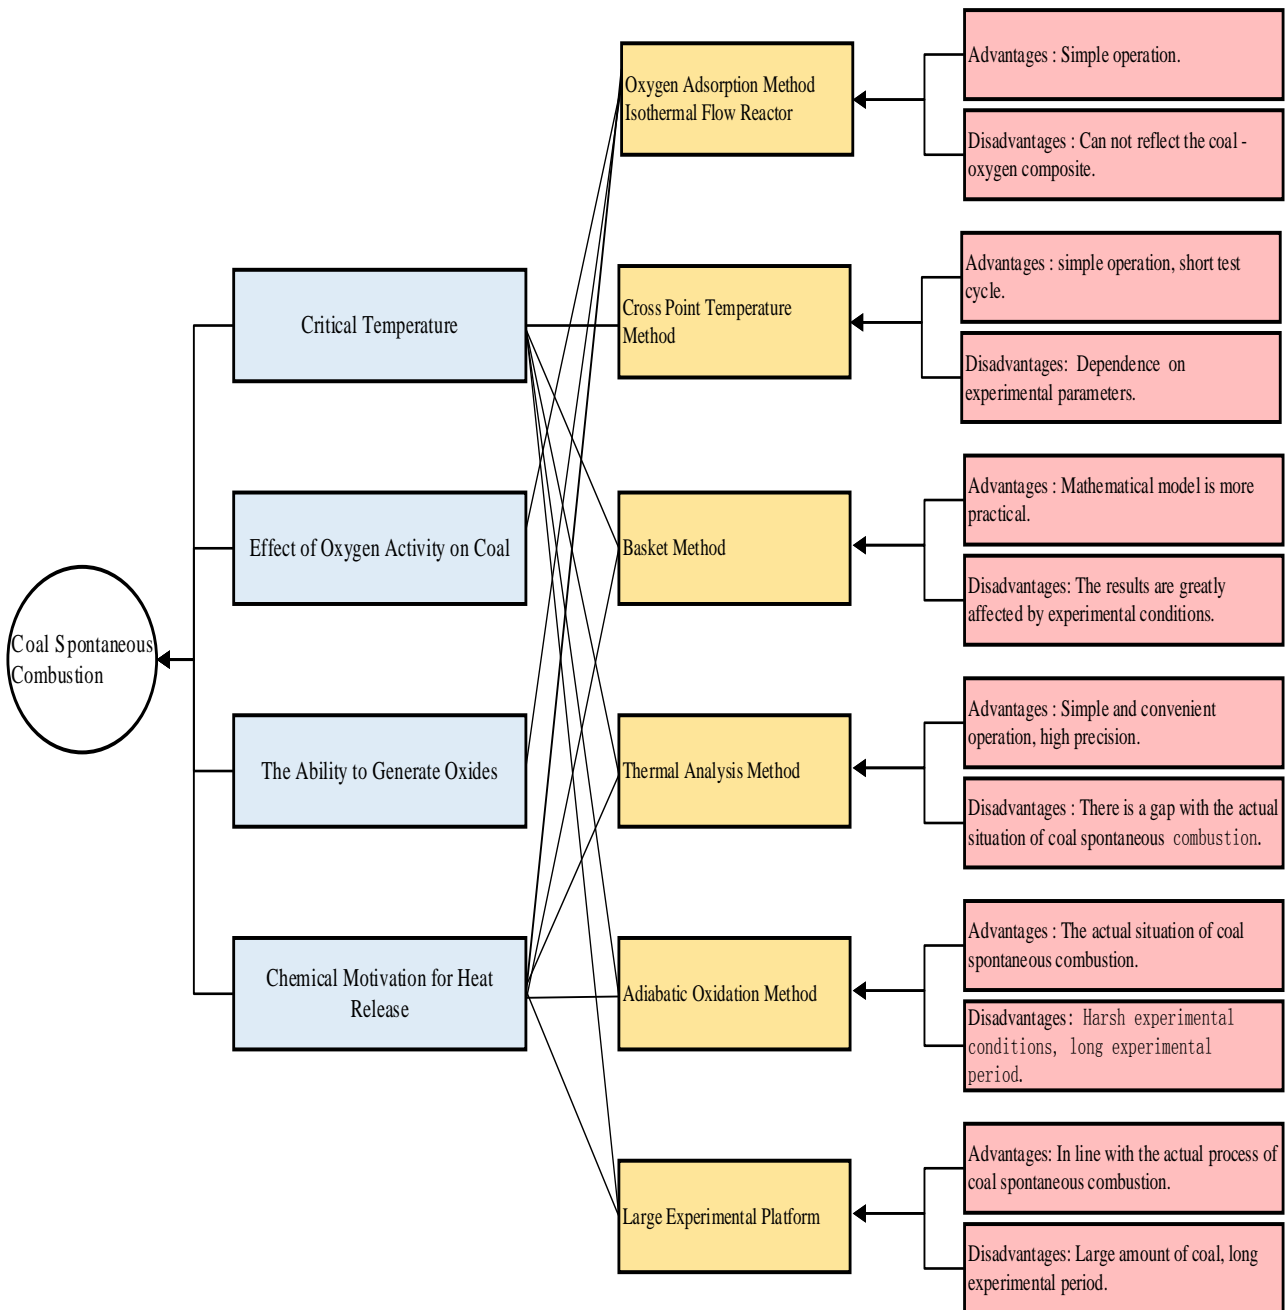 Coal Spontaneous
Combustion
Critical Temperature
Effect of Oxygen Activity on Coal
The Ability to Generate Oxides
Chemical Motivation for Heat
Release
Oxygen Adsorption Method
Isothermal Flow Reactor
Cross Point Temperature
Method
Basket Method
Thermal Analysis Method
Adiabatic Oxidation Method
Large Experimental Platform
Advantages : Simple operation.
Disadvantages : Can not reflect the coal -
oxygen composite.
Advantages : simple operation, short test
cycle.
Disadvantages: Dependence on
experimental parameters.
Advantages : Mathematical model is more
practical.
Disadvantages: The results are greatly
affected by experimental conditions.
Advantages : Simple and convenient
operation, high precision.
Disadvantages : There is a gap with the actual
situation of coal spontaneous combustion.
Advantages : The actual situation of coal
spontaneous combustion.
Disadvantages: Harsh experimental
conditions, long experimental
period.
Advantages: In line with the actual process of
coal spontaneous combustion.
Disadvantages: Large amount of coal, long
experimental period.